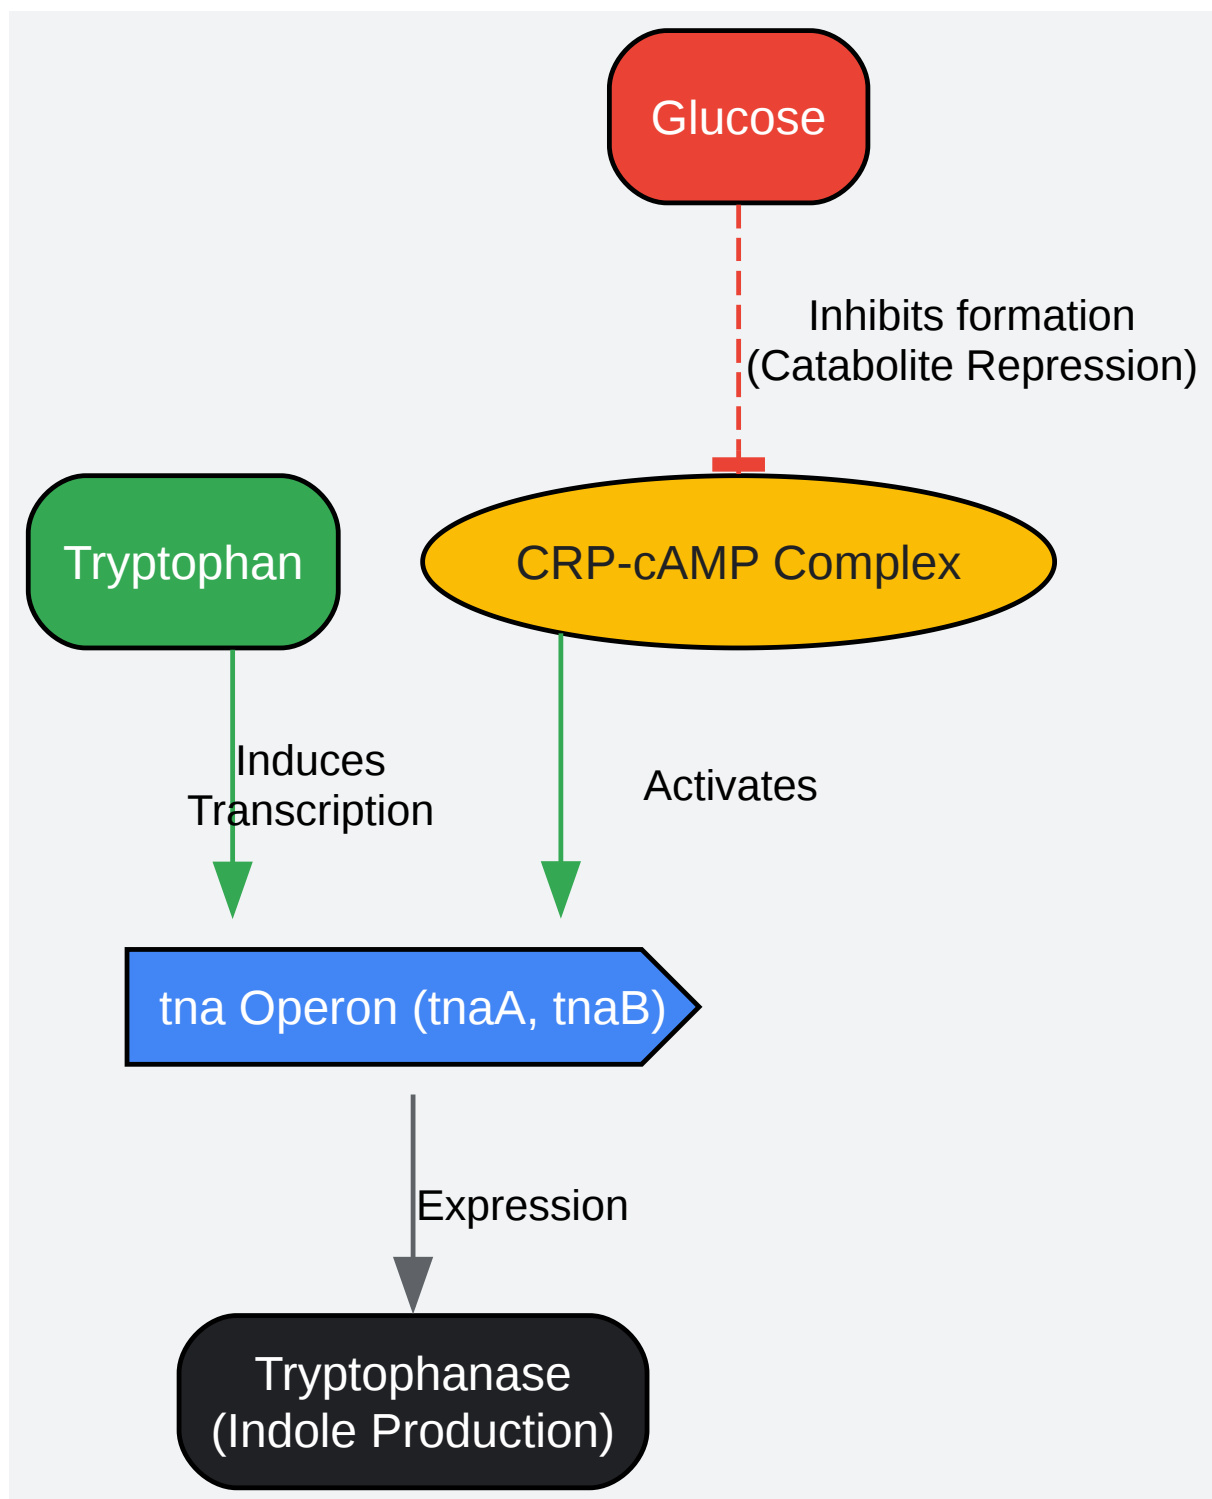 Glucose
Inhibits formation
(Catabolite Repression)
Tryptophan
CRP-cAMP Complex
Induces
Transcription
Activates
tna Operon (tnaA, tnaB)
Expression
Tryptophanase
(Indole Production)